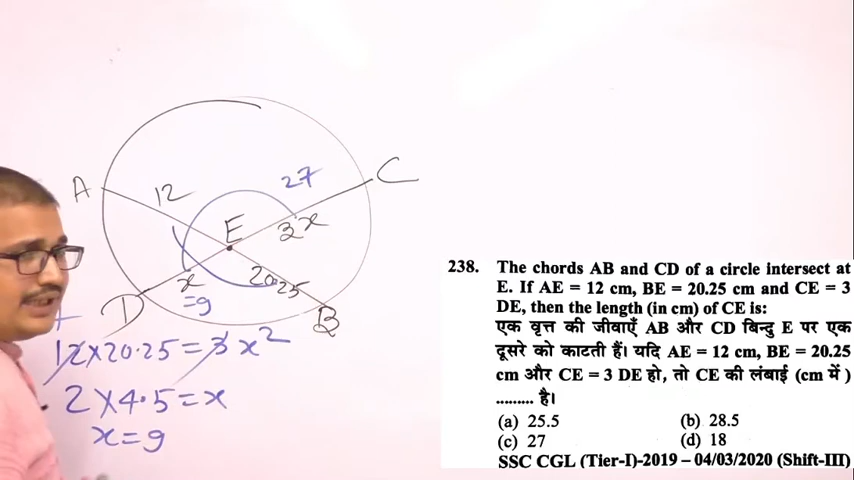 A
12
27
C
E
3x
x
=9
20.25
D
B
12×20.25=3x²
2×4.5=x
x=9
238. The chords AB and CD of a circle intersect at
E. If AE = 12 cm, BE = 20.25 cm and CE = 3
DE, then the length (in cm) of CE is:
एक वृत्त की जीवाएँ AB और CD बिन्दु E पर एक
दूसरे को काटती हैं। यदि AE = 12 cm, BE = 20.25
cm और CE = 3 DE हो, तो CE की लंबाई (cm में)
......... है।
(a) 25.5 (b) 28.5
(c) 27 (d) 18
SSC CGL (Tier-I)-2019 – 04/03/2020 (Shift-III)